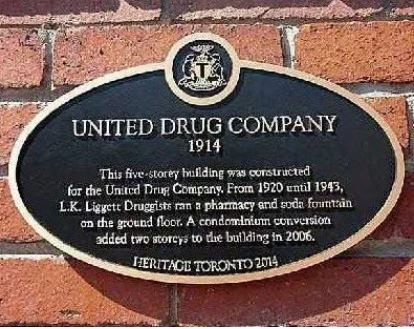 UNITED DRUG COMPANY
1914
This five-storey building was constructed
for the United Drug Company. From 1920 until 1943,
L.K. Liggett Druggists ran a pharmacy and soda fountain
on the ground floor. A condominium conversion
added two storeys to the building in 2006.
HERITAGE TORONTO 2014